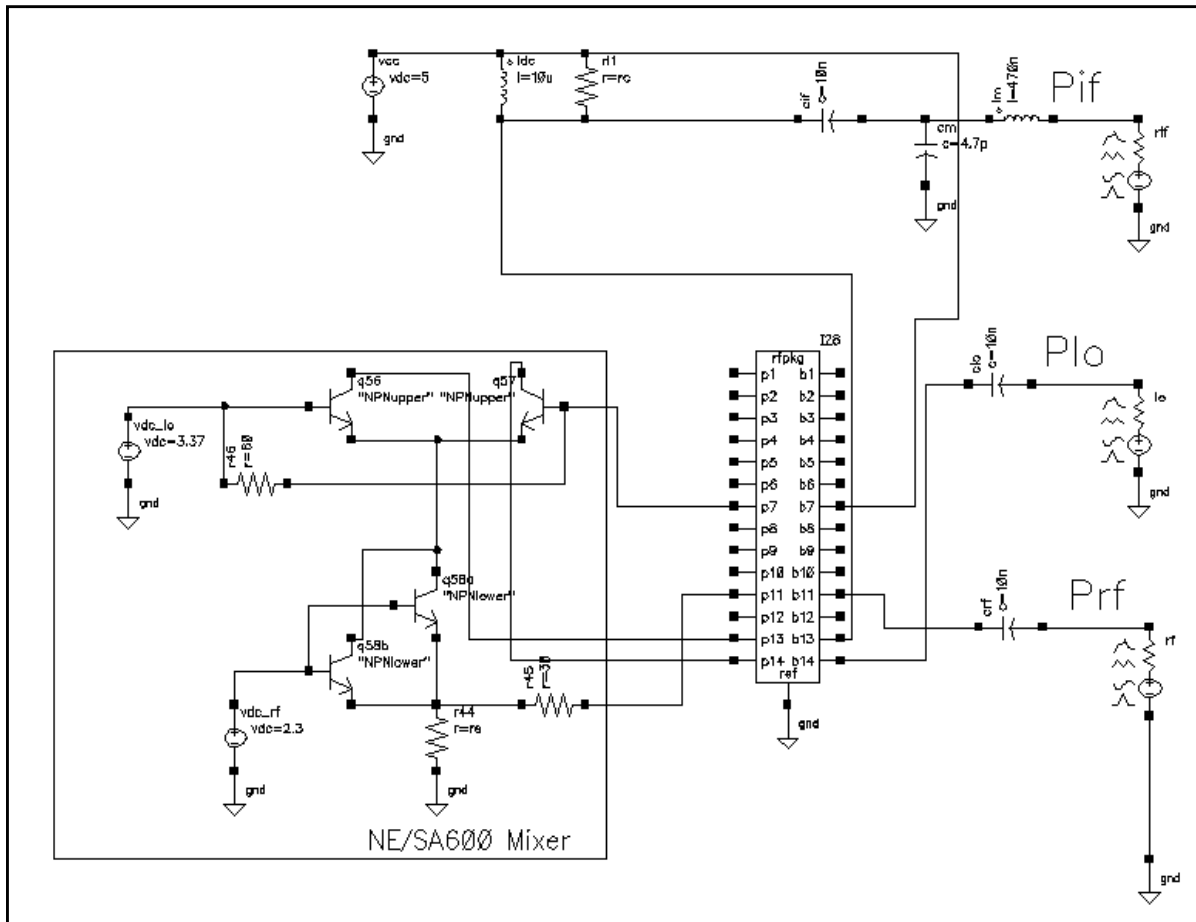 vcc
vdc=5
gnd
ldc
l=10u
rl1
r=rc
cif
c=10n
cm
c=4.7p
gnd
lm
l=470n
Pif
rif
gnd
I28
rfpkg
p1 b1
p2 b2
p3 b3
p4 b4
p5 b5
p6 b6
p7 b7
p8 b8
p9 b9
p10 b10
p11 b11
p12 b12
p13 b13
p14 b14
ref
gnd
clo
c=10n
Plo
lo
gnd
crf
c=10n
Prf
rf
gnd
q56
"NPNupper"
q57
"NPNupper"
vdc_lo
vdc=3.37
gnd
r46
r=60
q58a
"NPNlower"
q58b
"NPNlower"
vdc_rf
vdc=2.3
gnd
r44
r=re
gnd
r45
r=30
NE/SA600 Mixer